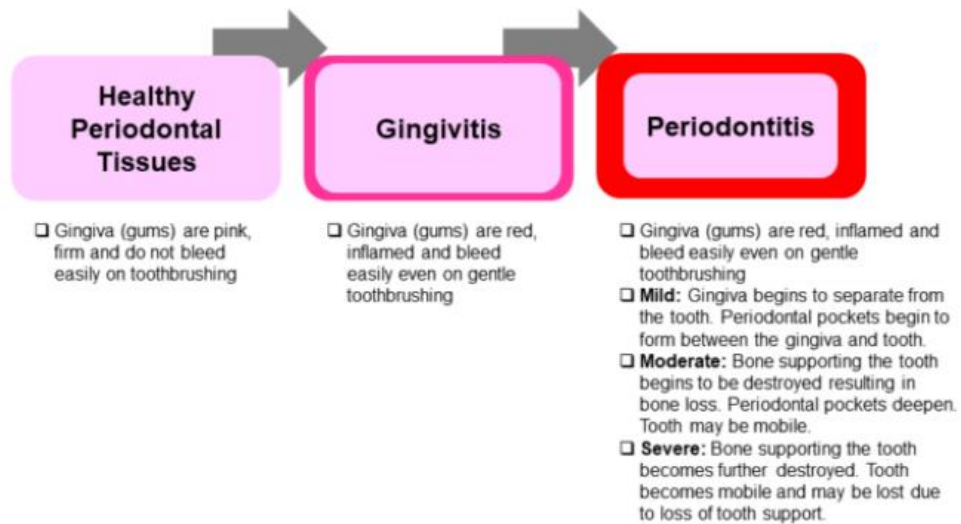 Healthy
Periodontal
Tissues
Gingivitis
Periodontitis
❑ Gingiva (gums) are pink,
firm and do not bleed
easily on toothbrushing
❑ Gingiva (gums) are red,
inflamed and bleed
easily even on gentle
toothbrushing
❑ Gingiva (gums) are red, inflamed and
bleed easily even on gentle
toothbrushing
❑ Mild: Gingiva begins to separate from
the tooth. Periodontal pockets begin to
form between the gingiva and tooth.
❑ Moderate: Bone supporting the tooth
begins to be destroyed resulting in
bone loss. Periodontal pockets deepen.
Tooth may be mobile.
❑ Severe: Bone supporting the tooth
becomes further destroyed. Tooth
becomes mobile and may be lost due
to loss of tooth support.